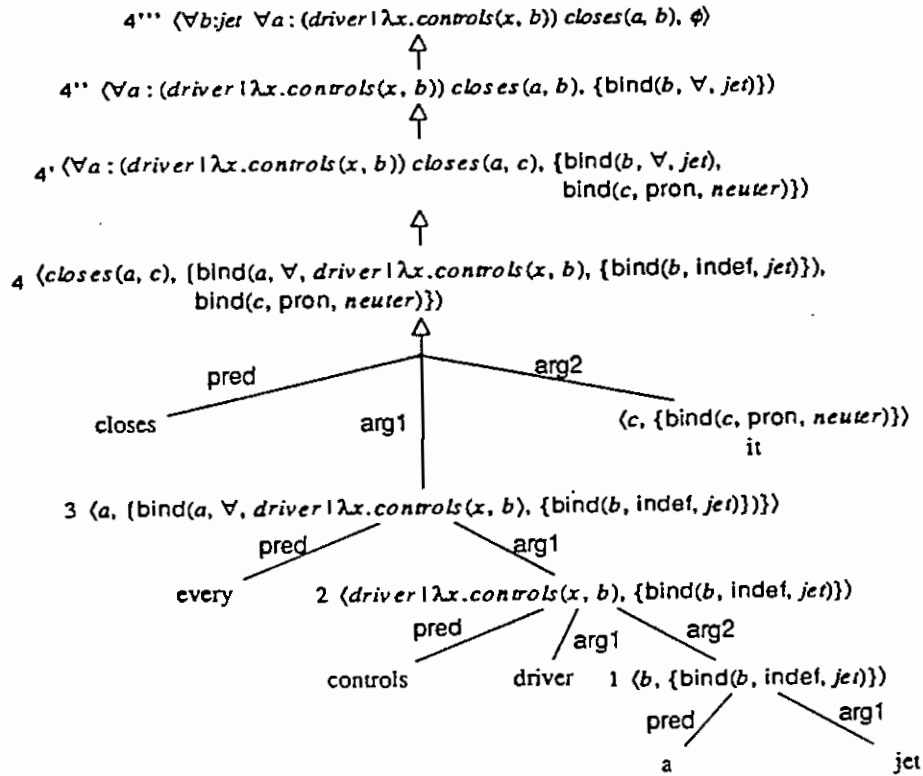 4''' ⟨∀b:jet ∀a : (driver | λx.controls(x, b)) closes(a, b), ϕ⟩
4'' ⟨∀a : (driver | λx.controls(x, b)) closes(a, b), {bind(b, ∀, jet)}⟩
4' ⟨∀a : (driver | λx.controls(x, b)) closes(a, c), {bind(b, ∀, jet),
bind(c, pron, neuter)}⟩
4 ⟨closes(a, c), {bind(a, ∀, driver | λx.controls(x, b), {bind(b, indef, jet)}),
bind(c, pron, neuter)}⟩
pred
arg2
closes
arg1
⟨c, {bind(c, pron, neuter)}⟩
it
3 ⟨a, {bind(a, ∀, driver | λx.controls(x, b), {bind(b, indef, jet)})}⟩
pred
arg1
every
2 ⟨driver | λx.controls(x, b), {bind(b, indef, jet)}⟩
pred
arg1
arg2
controls
driver
1 ⟨b, {bind(b, indef, jet)}⟩
pred
arg1
a
jet